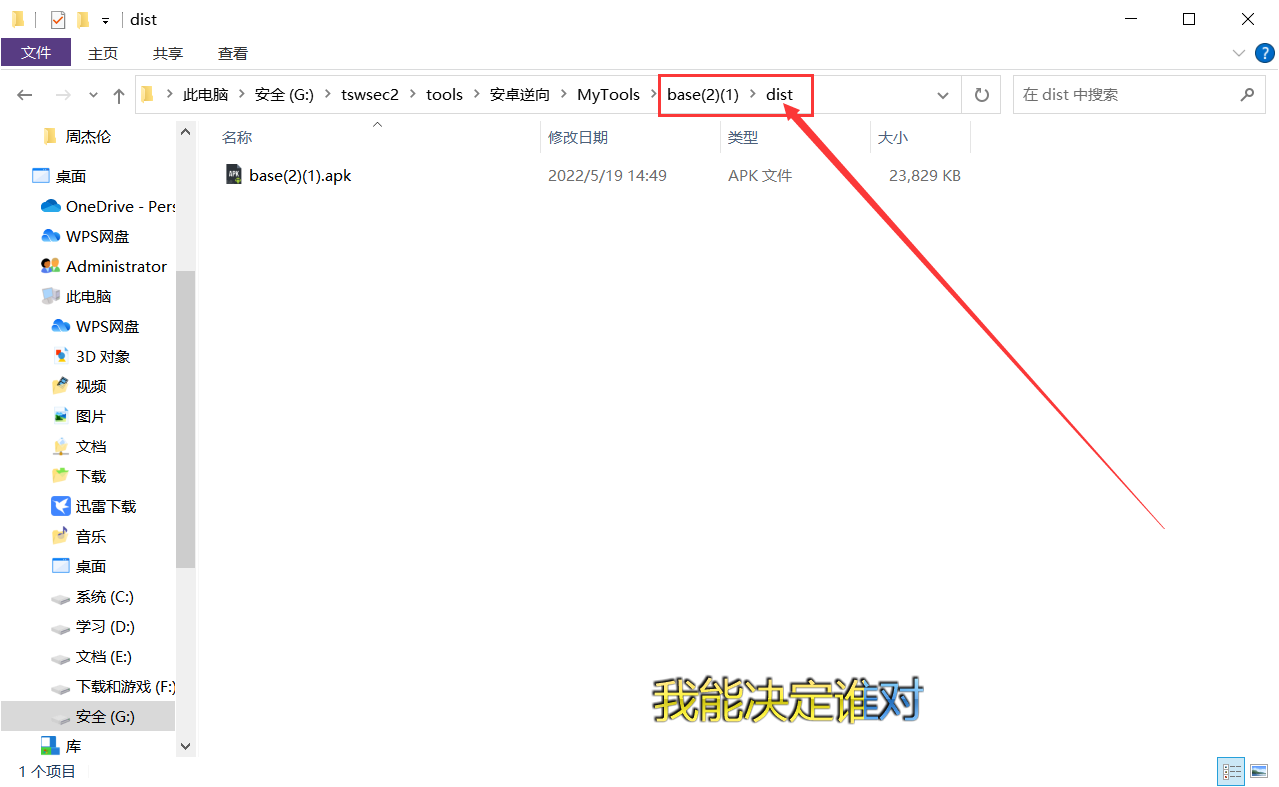 dist
文件 主页 共享 查看
此电脑 安全 (G:) tswsec2 tools 安卓逆向 MyTools base(2)(1) dist
在 dist 中搜索
周杰伦
桌面
OneDrive - Pers
WPS网盘
Administrator
此电脑
WPS网盘
3D 对象
视频
图片
文档
下载
迅雷下载
音乐
桌面
系统 (C:)
学习 (D:)
文档 (E:)
下载和游戏 (F:)
安全 (G:)
库
名称 修改日期 类型 大小
APK base(2)(1).apk 2022/5/19 14:49 APK 文件 23,829 KB
我能决定谁对
1 个项目